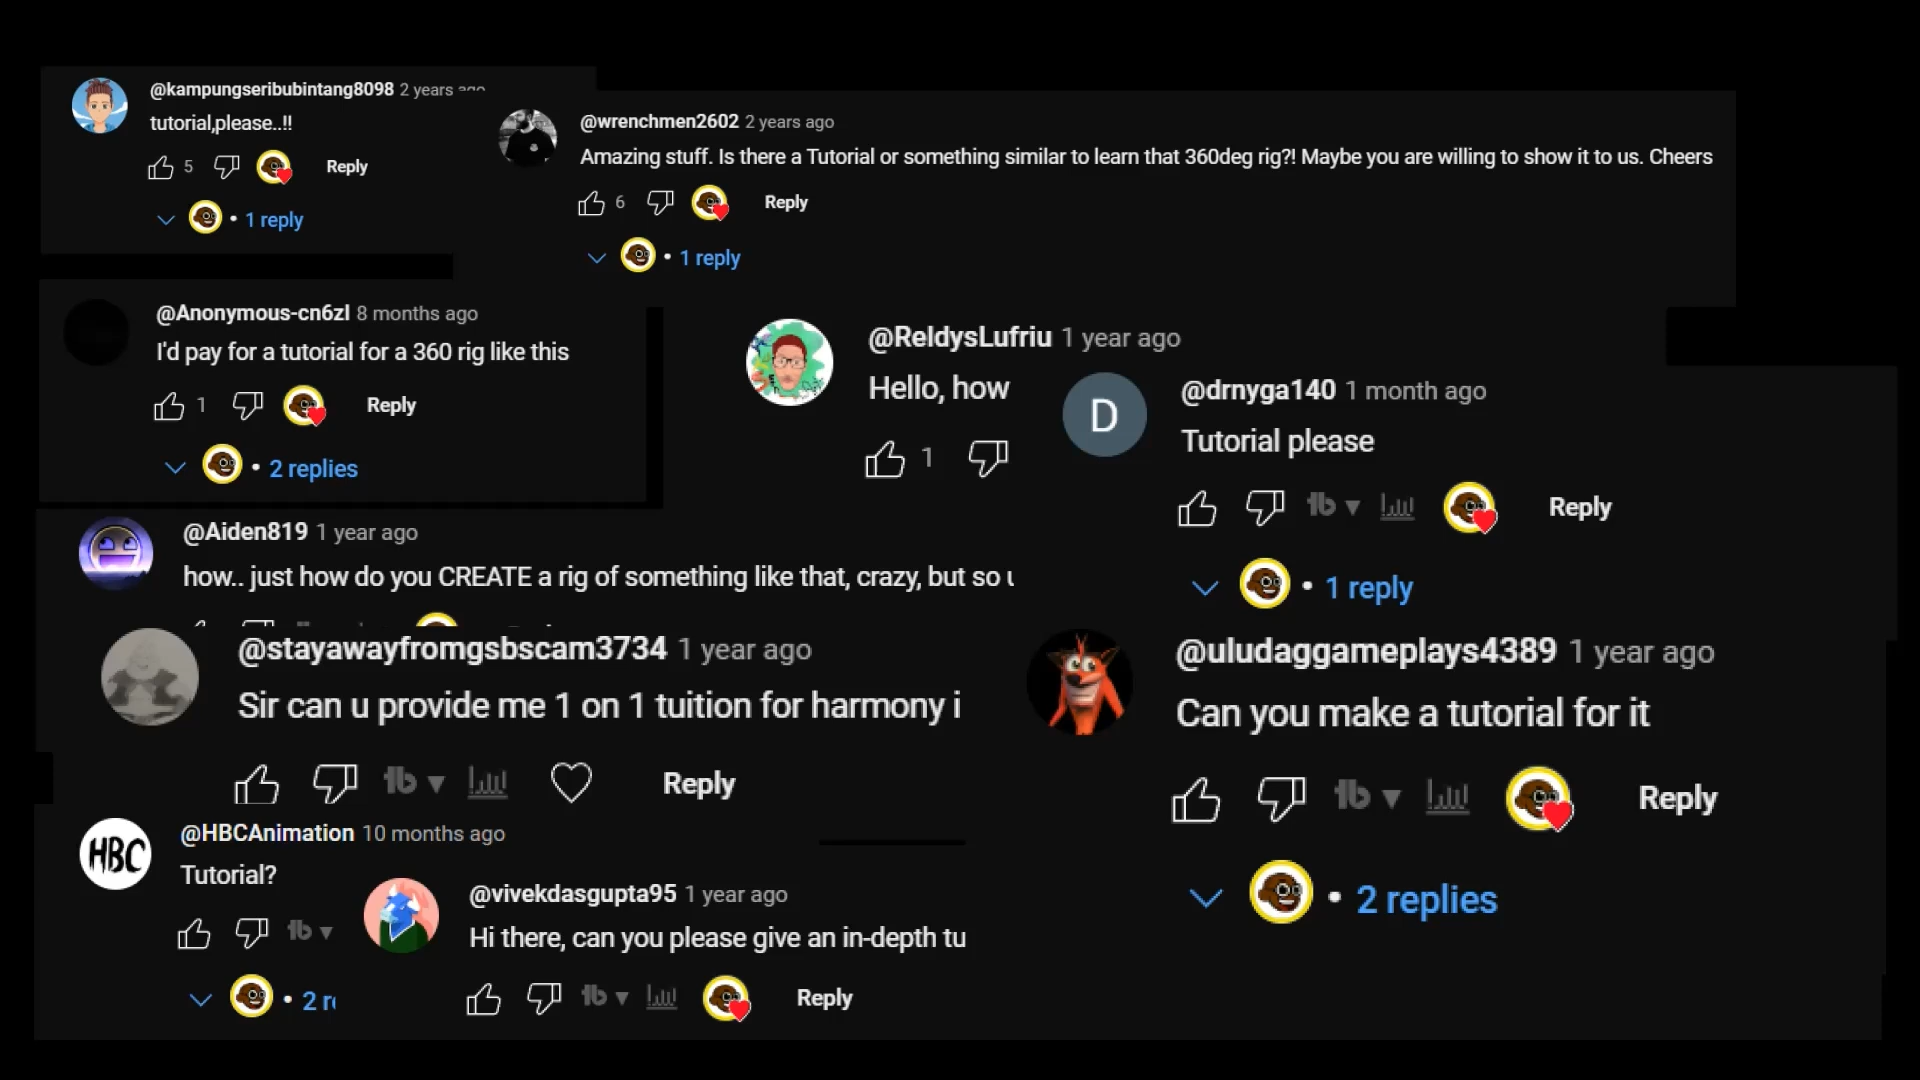 @kampungseribubintang8098 2 years ago
tutorial,please..!!
5
Reply
1 reply
@wrenchmen2602 2 years ago
Amazing stuff. Is there a Tutorial or something similar to learn that 360deg rig?! Maybe you are willing to show it to us. Cheers
6
Reply
1 reply
@Anonymous-cn6zl 8 months ago
I'd pay for a tutorial for a 360 rig like this
1
Reply
2 replies
@ReldysLufriu 1 year ago
Hello, how
1
D
@drnyga140 1 month ago
Tutorial please
Reply
1 reply
@Aiden819 1 year ago
how.. just how do you CREATE a rig of something like that, crazy, but so
@stayawayfromgsbscam3734 1 year ago
Sir can u provide me 1 on 1 tuition for harmony i
Reply
@uludaggameplays4389 1 year ago
Can you make a tutorial for it
Reply
2 replies
HBC
@HBCAnimation 10 months ago
Tutorial?
2
@vivekdasgupta95 1 year ago
Hi there, can you please give an in-depth tu
Reply